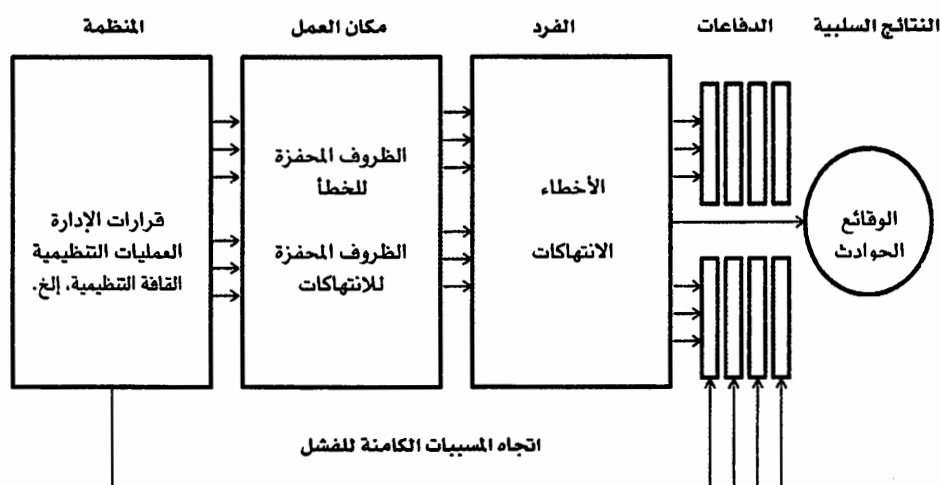 النتائج السلبية
الدفاعات
الفرد
مكان العمل
المنظمة
قرارات الإدارة
العمليات التنظيمية
القافة التنظيمية، إلخ.
الظروف المحفزة
للخطأ
الظروف المحفزة
للانتهاكات
الأخطاء
الانتهاكات
الوقائع
الحوادث
اتجاه المسببات الكامنة للفشل